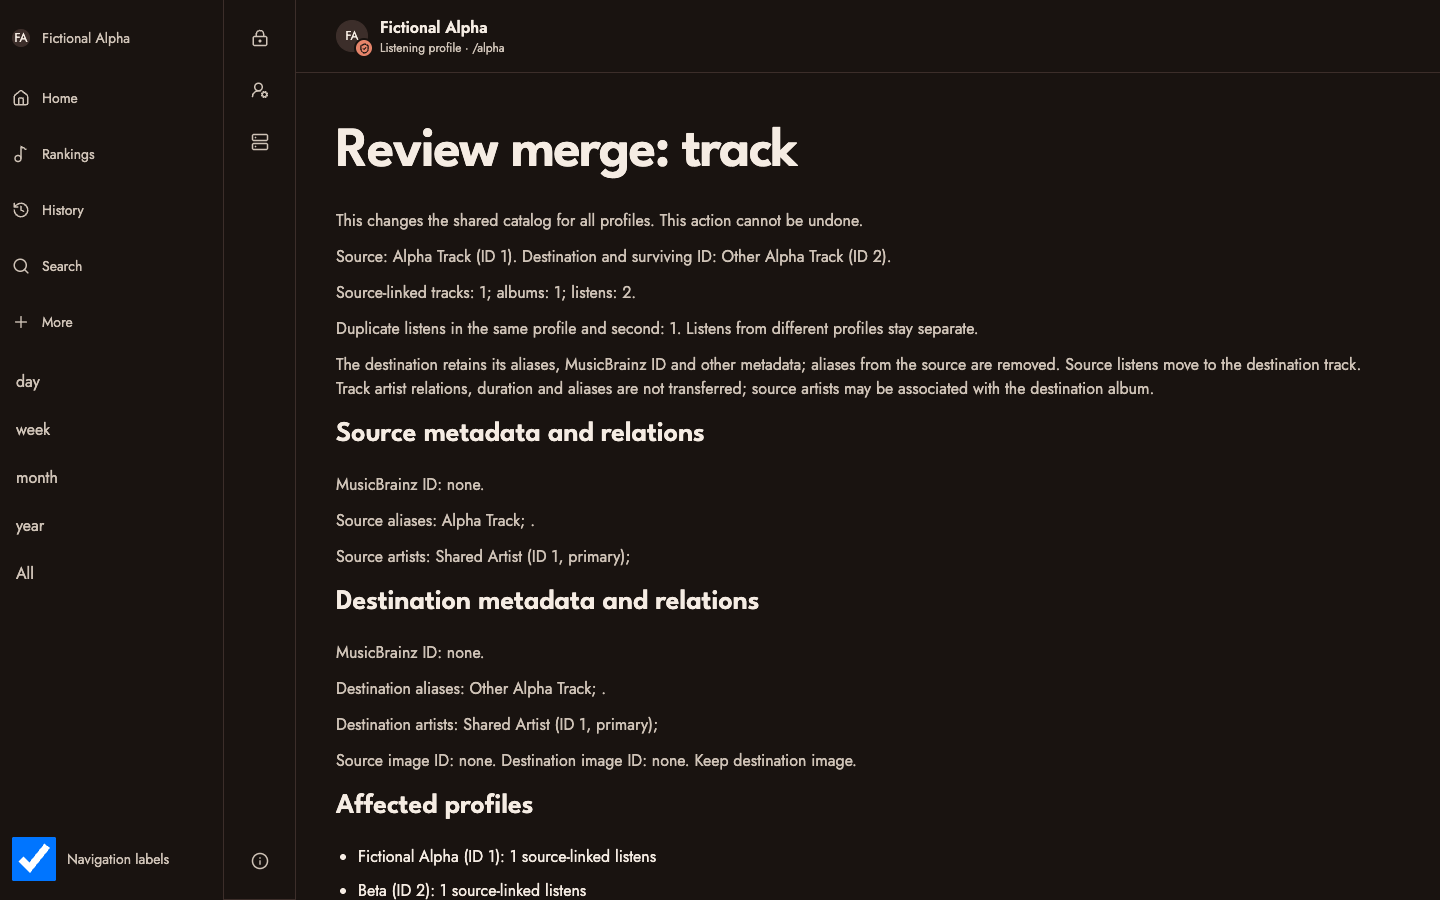 FA Fictional Alpha
Home
Rankings
History
Search
More
day
week
month
year
All
Navigation labels
FA
Fictional Alpha
Listening profile · /alpha
Review merge: track
This changes the shared catalog for all profiles. This action cannot be undone.
Source: Alpha Track (ID 1). Destination and surviving ID: Other Alpha Track (ID 2).
Source-linked tracks: 1; albums: 1; listens: 2.
Duplicate listens in the same profile and second: 1. Listens from different profiles stay separate.
The destination retains its aliases, MusicBrainz ID and other metadata; aliases from the source are removed. Source listens move to the destination track.
Track artist relations, duration and aliases are not transferred; source artists may be associated with the destination album.
Source metadata and relations
MusicBrainz ID: none.
Source aliases: Alpha Track; .
Source artists: Shared Artist (ID 1, primary);
Destination metadata and relations
MusicBrainz ID: none.
Destination aliases: Other Alpha Track; .
Destination artists: Shared Artist (ID 1, primary);
Source image ID: none. Destination image ID: none. Keep destination image.
Affected profiles
• Fictional Alpha (ID 1): 1 source-linked listens
• Beta (ID 2): 1 source-linked listens